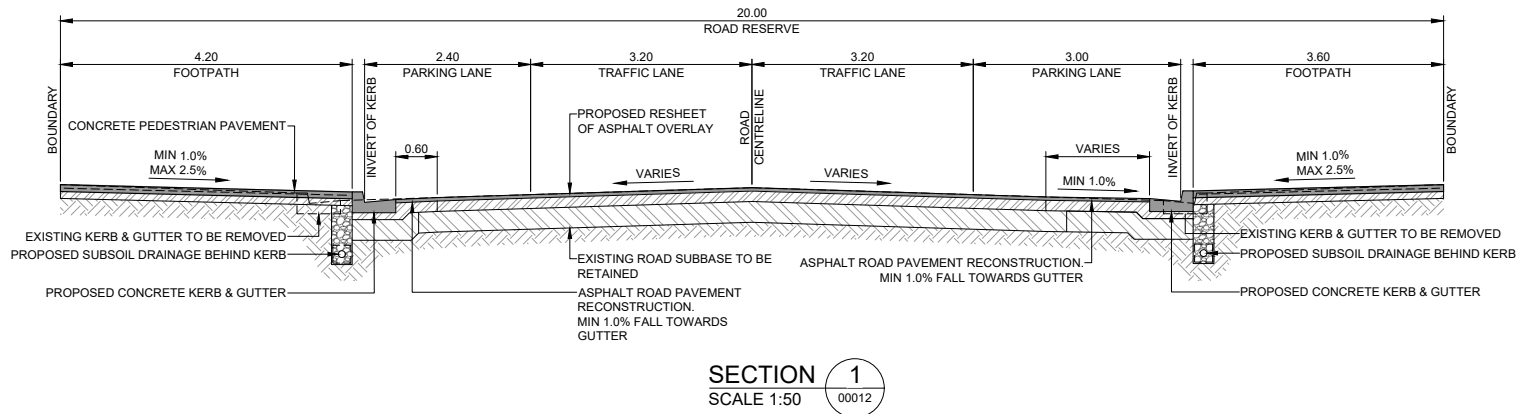 20.00
ROAD RESERVE
4.20
FOOTPATH
2.40
PARKING LANE
3.20
TRAFFIC LANE
3.20
TRAFFIC LANE
3.00
PARKING LANE
3.60
FOOTPATH
BOUNDARY
INVERT OF KERB
ROAD
CENTRELINE
INVERT OF KERB
BOUNDARY
CONCRETE PEDESTRIAN PAVEMENT
PROPOSED RESHEET
OF ASPHALT OVERLAY
MIN 1.0%
MAX 2.5%
0.60
VARIES
VARIES
VARIES
MIN 1.0%
MIN 1.0%
MAX 2.5%
EXISTING KERB & GUTTER TO BE REMOVED
PROPOSED SUBSOIL DRAINAGE BEHIND KERB
PROPOSED CONCRETE KERB & GUTTER
EXISTING ROAD SUBBASE TO BE
RETAINED
ASPHALT ROAD PAVEMENT
RECONSTRUCTION.
MIN 1.0% FALL TOWARDS
GUTTER
ASPHALT ROAD PAVEMENT RECONSTRUCTION.
MIN 1.0% FALL TOWARDS GUTTER
EXISTING KERB & GUTTER TO BE REMOVED
PROPOSED SUBSOIL DRAINAGE BEHIND KERB
PROPOSED CONCRETE KERB & GUTTER
SECTION 1
SCALE 1:50 00012